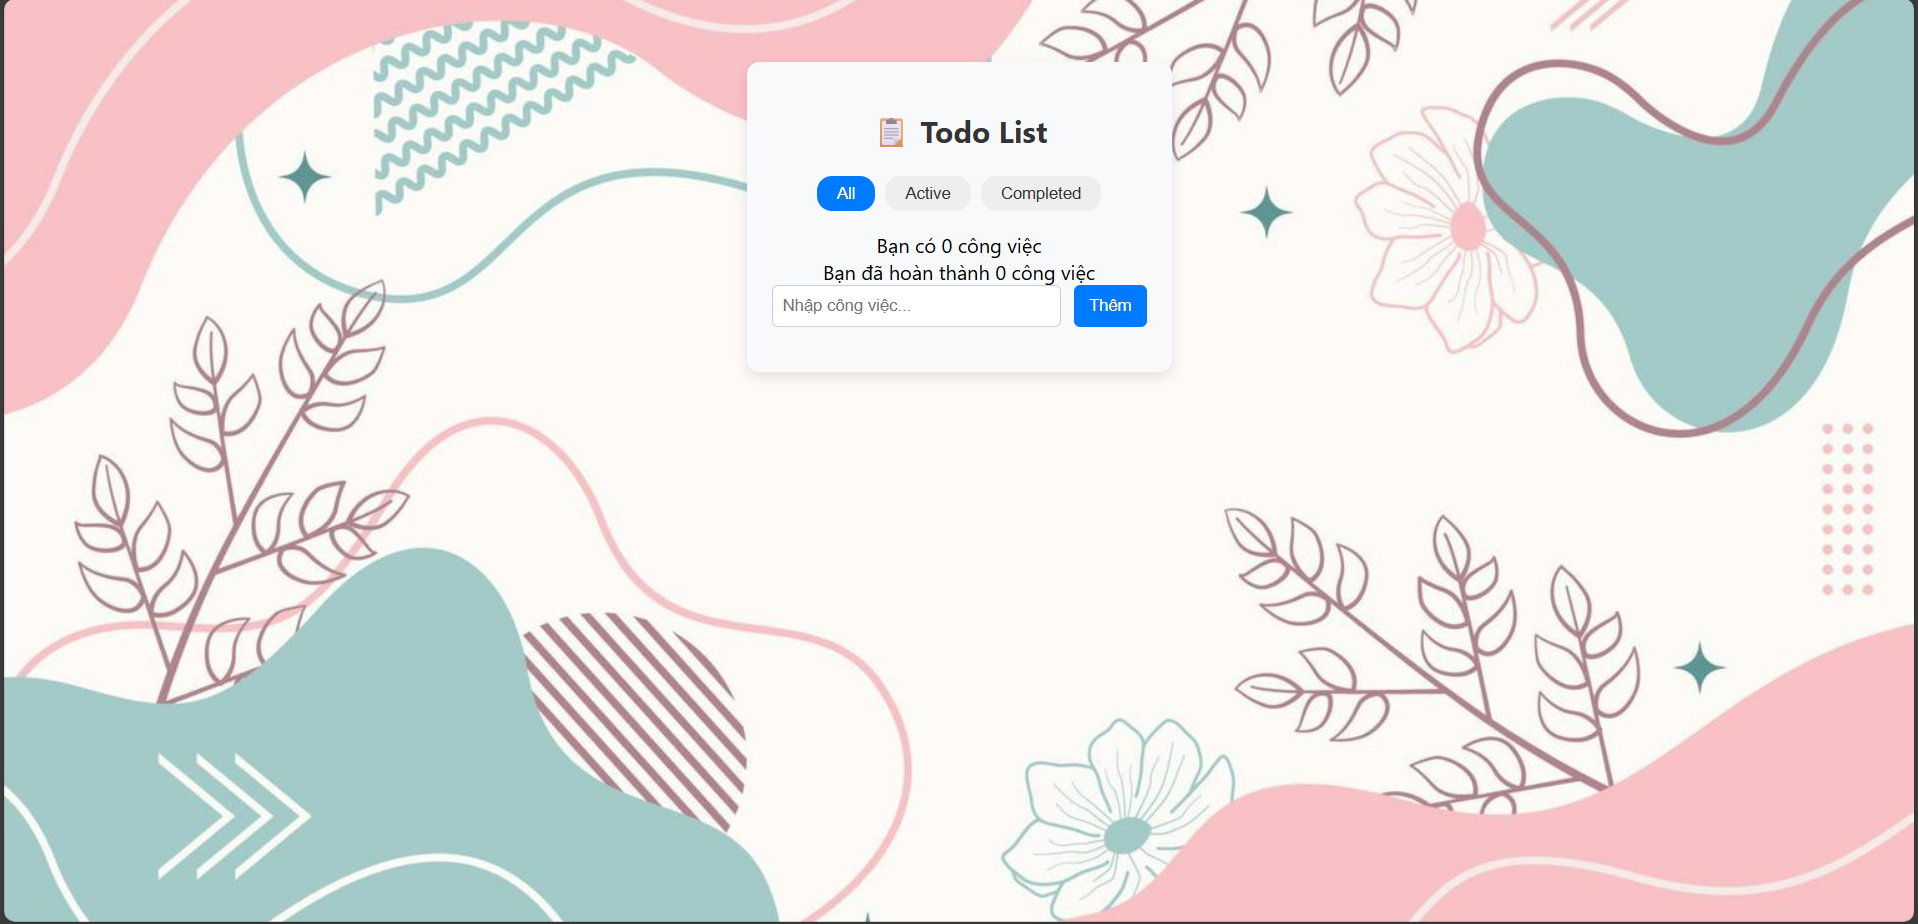 Todo List
All Active Completed
Bạn có 0 công việc
Bạn đã hoàn thành 0 công việc
Nhập công việc... Thêm